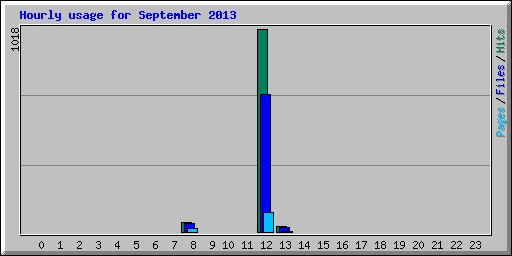 Hourly usage for September 2013
1018
Pages/Files/Hits
0 1 2 3 4 5 6 7 8 9 10 11 12 13 14 15 16 17 18 19 20 21 22 23